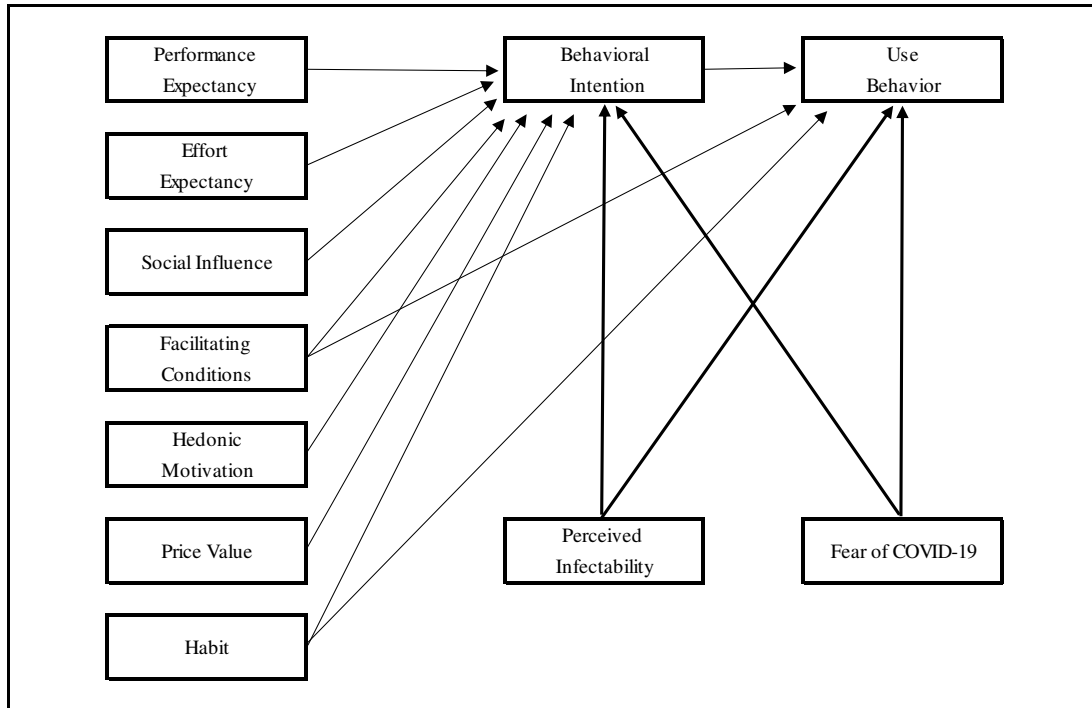 Performance
Expectancy
Behavioral
Intention
Use
Behavior
Effort
Expectancy
Social Influence
Facilitating
Conditions
Hedonic
Motivation
Price Value
Perceived
Infectability
Fear of COVID-19
Habit